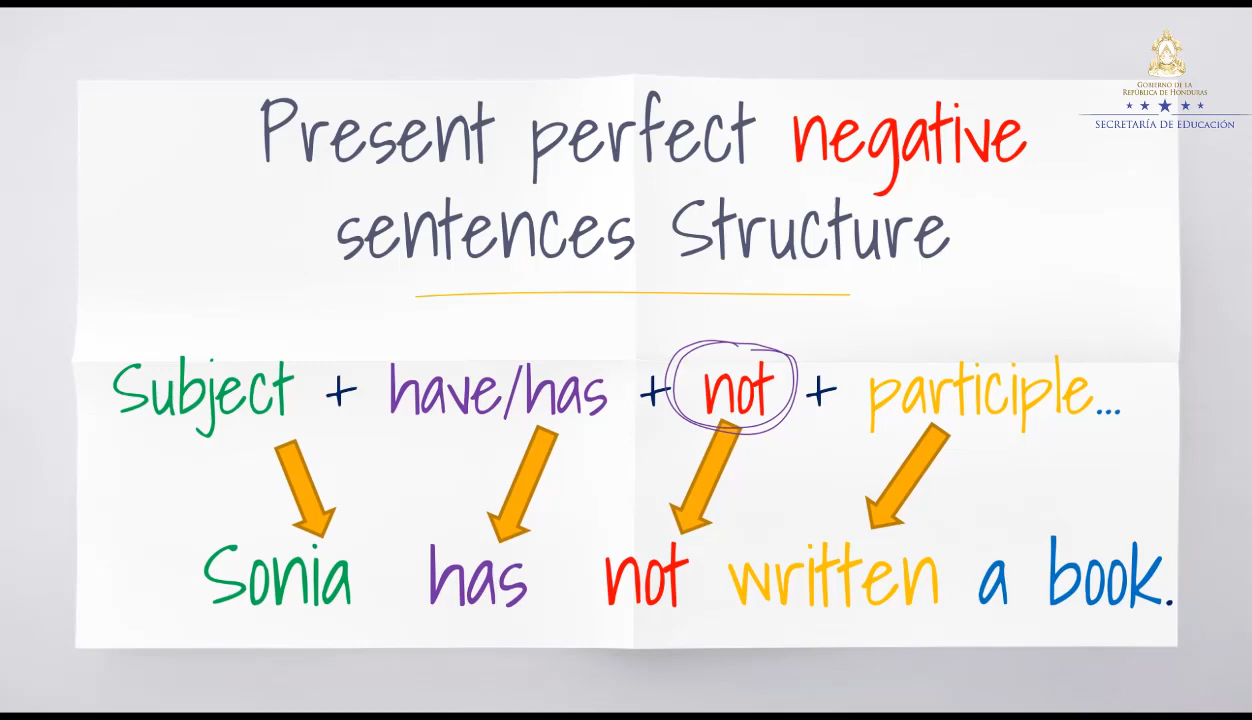 GOBIERNO DE LA
REPÚBLICA DE HONDURAS
SECRETARÍA DE EDUCACIÓN
Present perfect negative
sentences Structure
Subject + have/has + not + participle...
Sonia has not written a book.